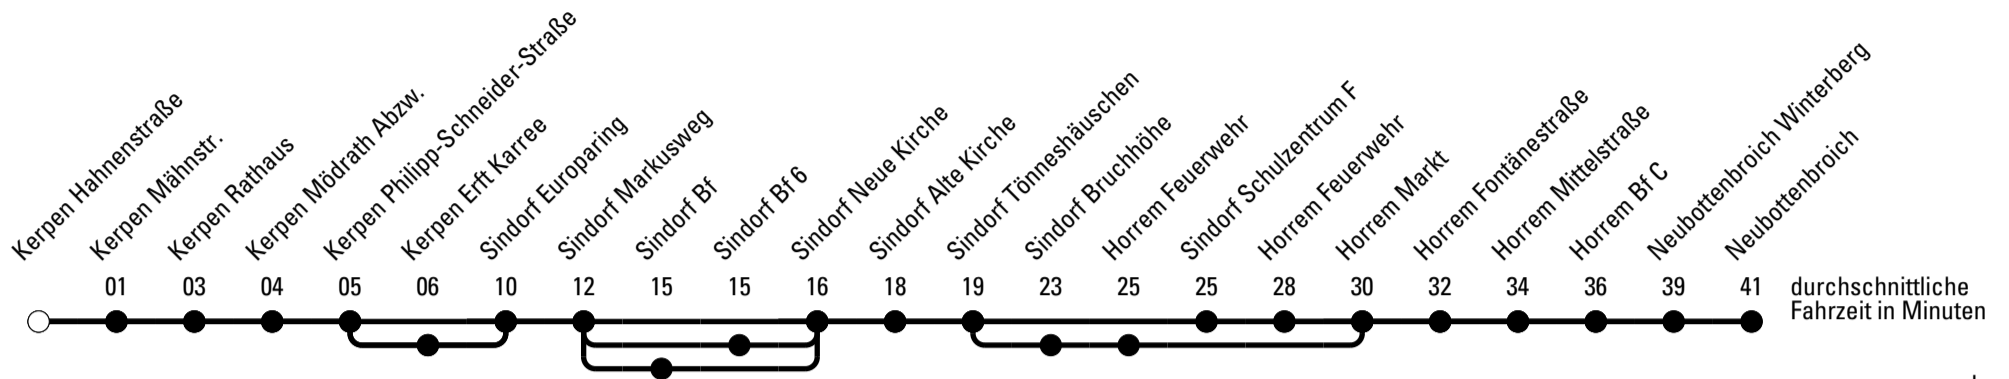 Kerpen Hahnenstraße
Kerpen Mähnstr.
Kerpen Rathaus
Kerpen Mödrath Abzw.
Kerpen Philipp-Schneider-Straße
Kerpen Erft Karree
Sindorf Europaring
Sindorf Markusweg
Sindorf Bf
Sindorf Bf 6
Sindorf Neue Kirche
Sindorf Alte Kirche
Sindorf Tönneshäuschen
Sindorf Bruchhöhe
Horrem Feuerwehr
Sindorf Schulzentrum F
Horrem Feuerwehr
Horrem Markt
Horrem Fontänestraße
Horrem Mittelstraße
Horrem Bf C
Neubottenbroich Winterberg
Neubottenbroich
01 03 04 05 06 10 12 15 15 16 18 19 23 25 25 28 30 32 34 36 39 41 durchschnittliche
Fahrzeit in Minuten